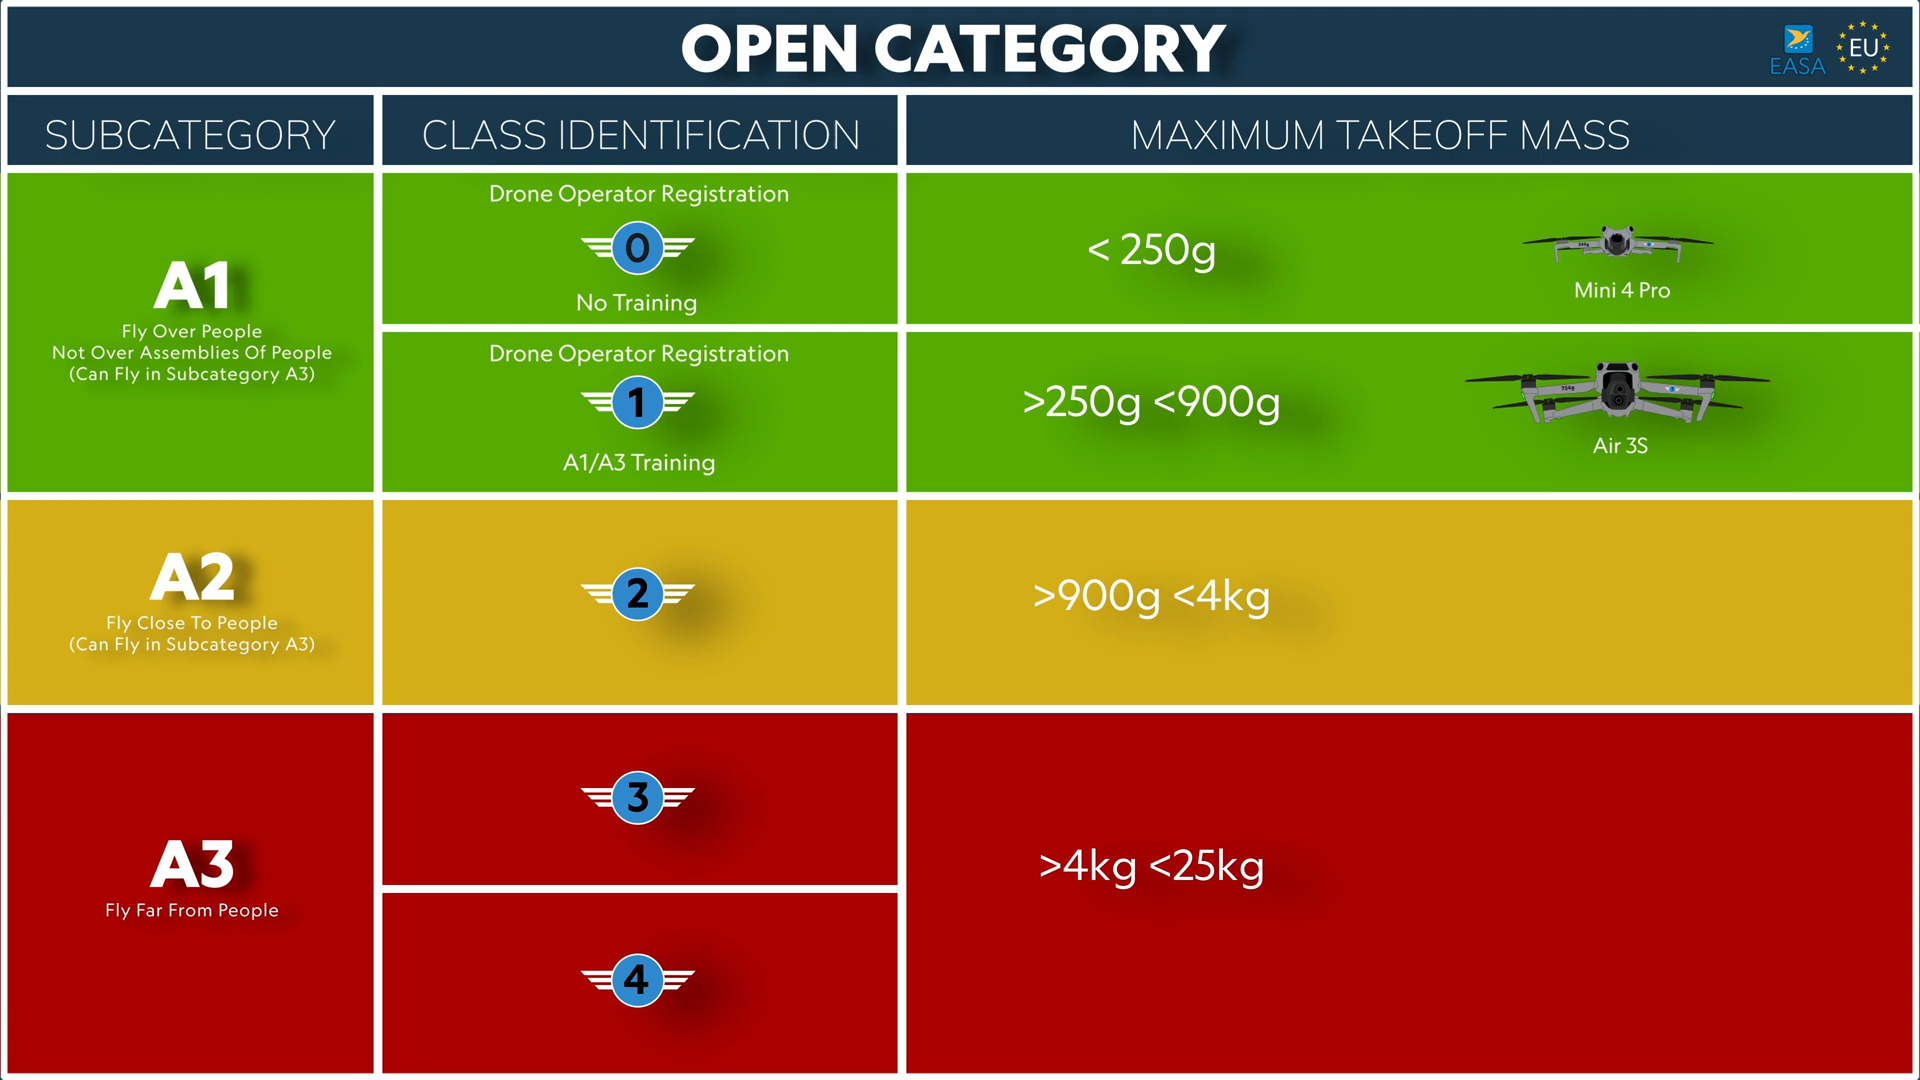 OPEN CATEGORY
EASA
EU
SUBCATEGORY
CLASS IDENTIFICATION
MAXIMUM TAKEOFF MASS
A1
Fly Over People
Not Over Assemblies Of People
(Can Fly in Subcategory A3)
Drone Operator Registration
0
No Training
< 250g
Mini 4 Pro
Drone Operator Registration
1
A1/A3 Training
>250g <900g
724g
Air 3S
A2
Fly Close To People
(Can Fly in Subcategory A3)
2
>900g <4kg
A3
Fly Far From People
3
4
>4kg <25kg